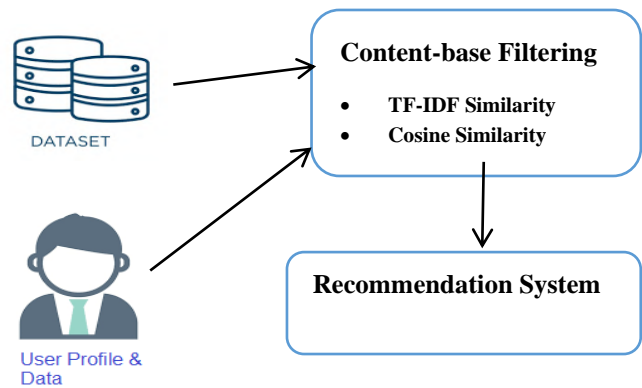 Content-base Filtering
• TF-IDF Similarity
• Cosine Similarity
DATASET
Recommendation System
User Profile &
Data